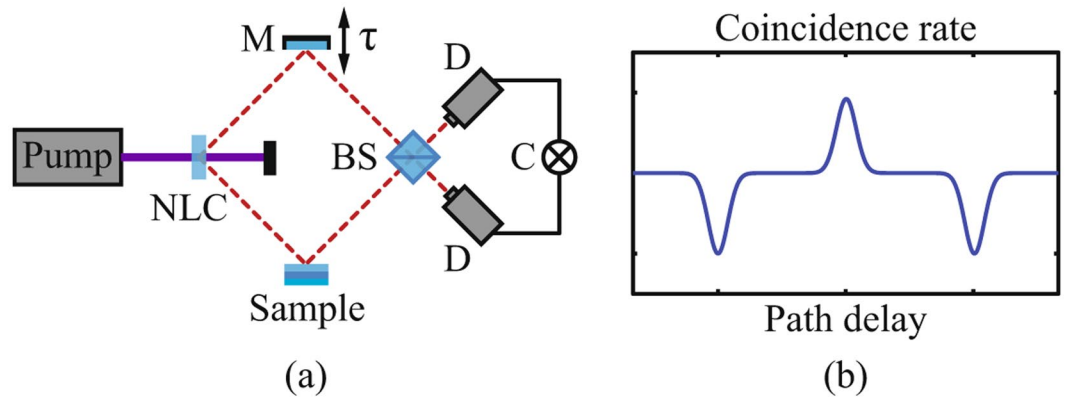 M
τ
D
Pump
BS
C
NLC
D
Sample
(a)
Coincidence rate
Path delay
(b)